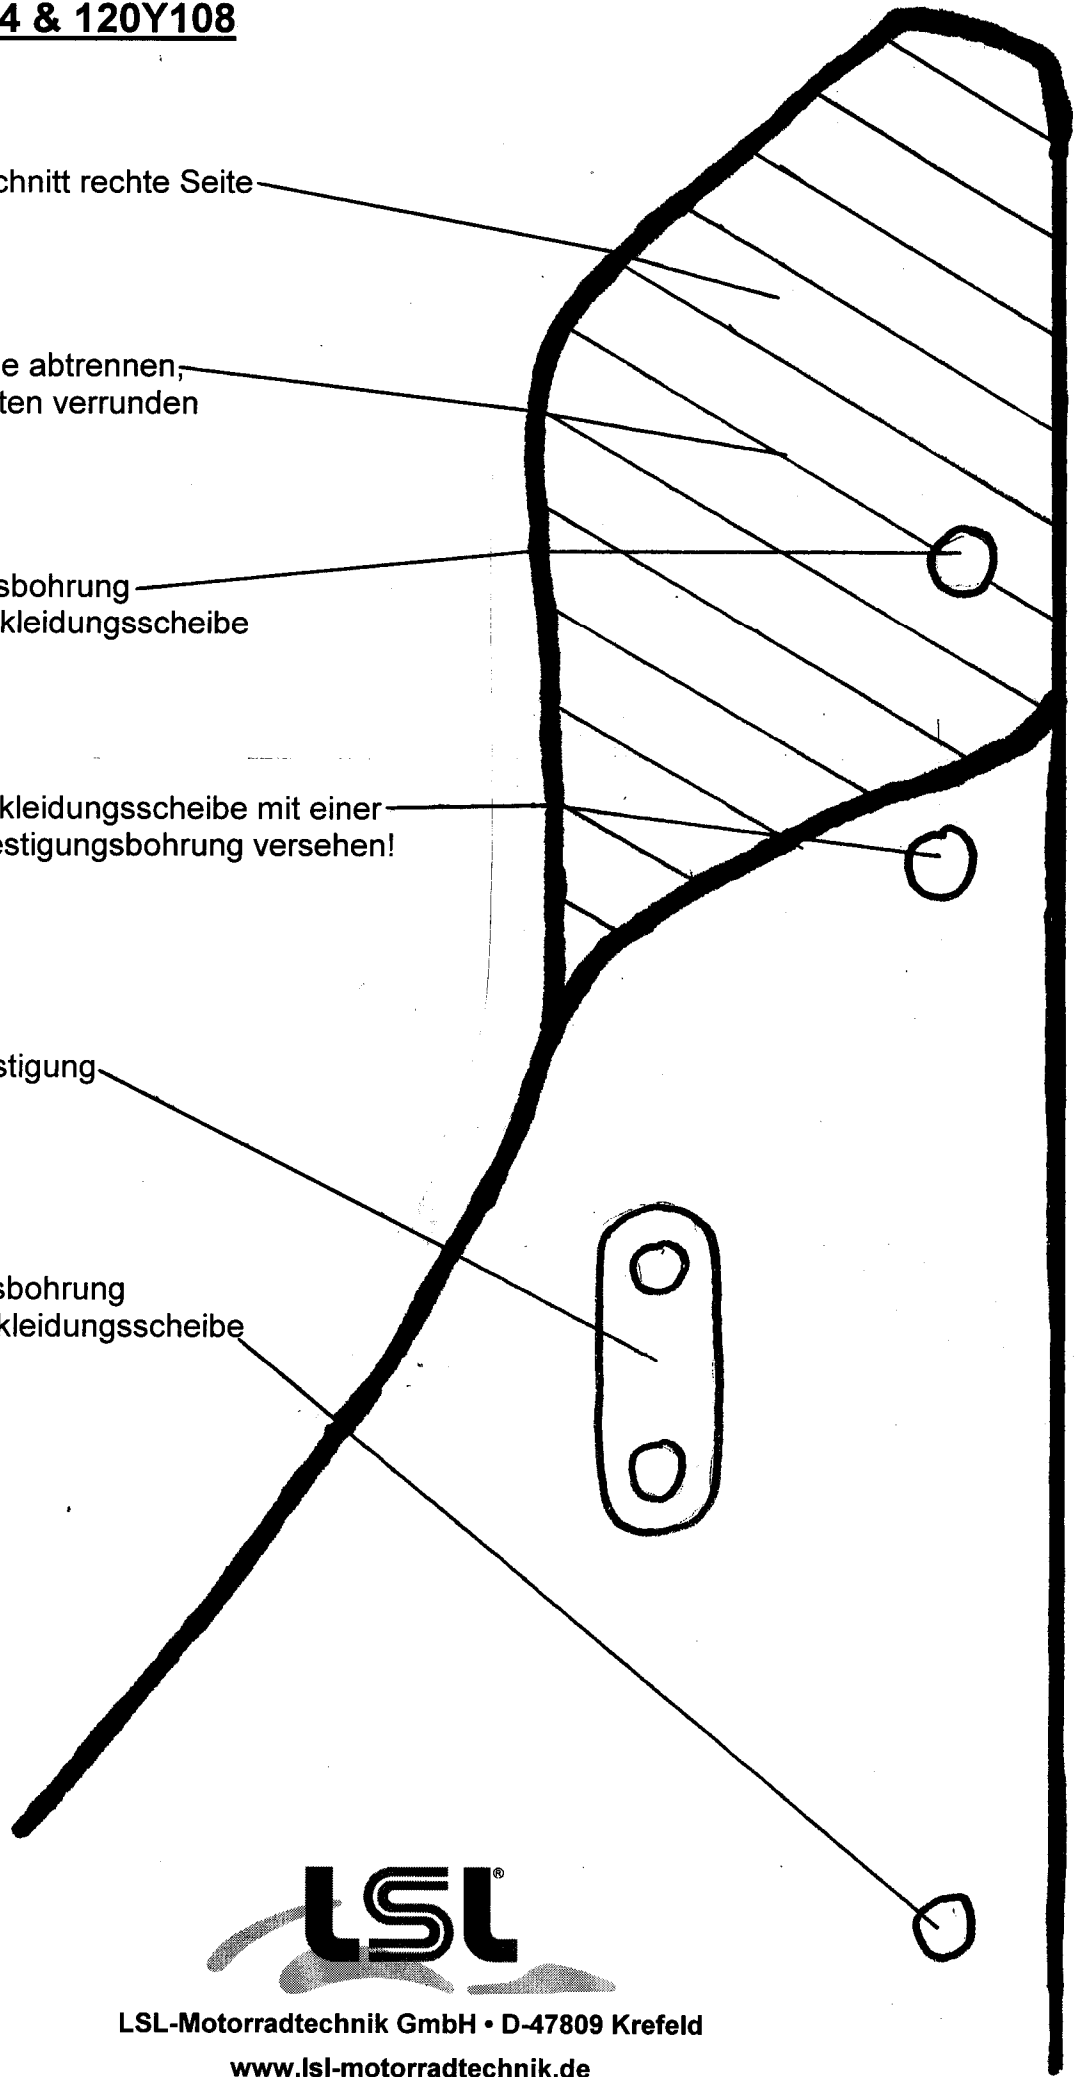 4 & 120Y108
chnitt rechte Seite
e abtrennen,
ten verrunden
sbohrung
kleidungsscheibe
kleidungsscheibe mit einer
estigungsbohrung versehen!
stigung
sbohrung
kleidungsscheibe
LSL®
LSL-Motorradtechnik GmbH • D-47809 Krefeld
www.lsl-motorradtechnik.de